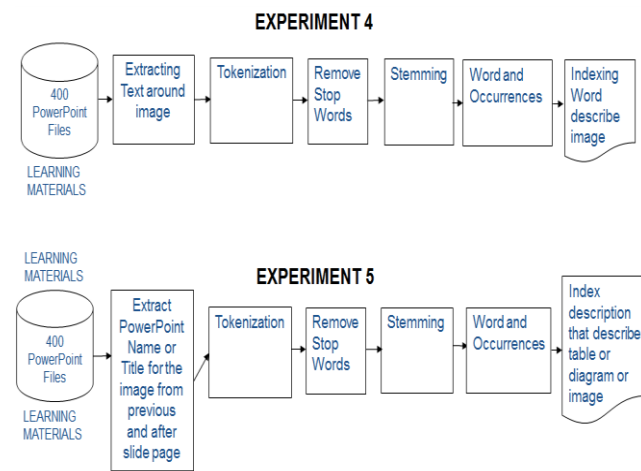 EXPERIMENT 4
400
PowerPoint
Files
LEARNING
MATERIALS
Extracting
Text around
image
Tokenization
Remove
Stop
Words
Stemming
Word and
Occurrences
Indexing
Word
describe
image
EXPERIMENT 5
LEARNING
MATERIALS
400
PowerPoint
Files
LEARNING
MATERIALS
Extract
PowerPoint
Name or
Title for the
image from
previous
and after
slide page
Tokenization
Remove
Stop
Words
Stemming
Word and
Occurrences
Index
description
that describe
table or
diagram or
image